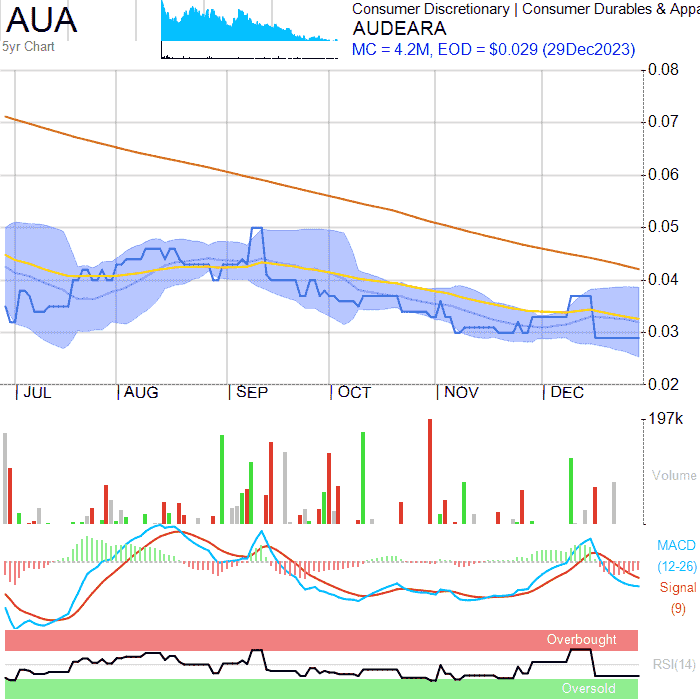 AUA
5yr Chart
Consumer Discretionary | Consumer Durables & Appa
AUDEARA
MC = 4.2M, EOD = $0.029 (29Dec2023)
0.08
0.07
0.06
0.05
0.04
0.03
0.02
JUL AUG SEP OCT NOV DEC
197k
Volume
MACD
(12-26)
Signal
(9)
Overbought
RSI(14)
Oversold